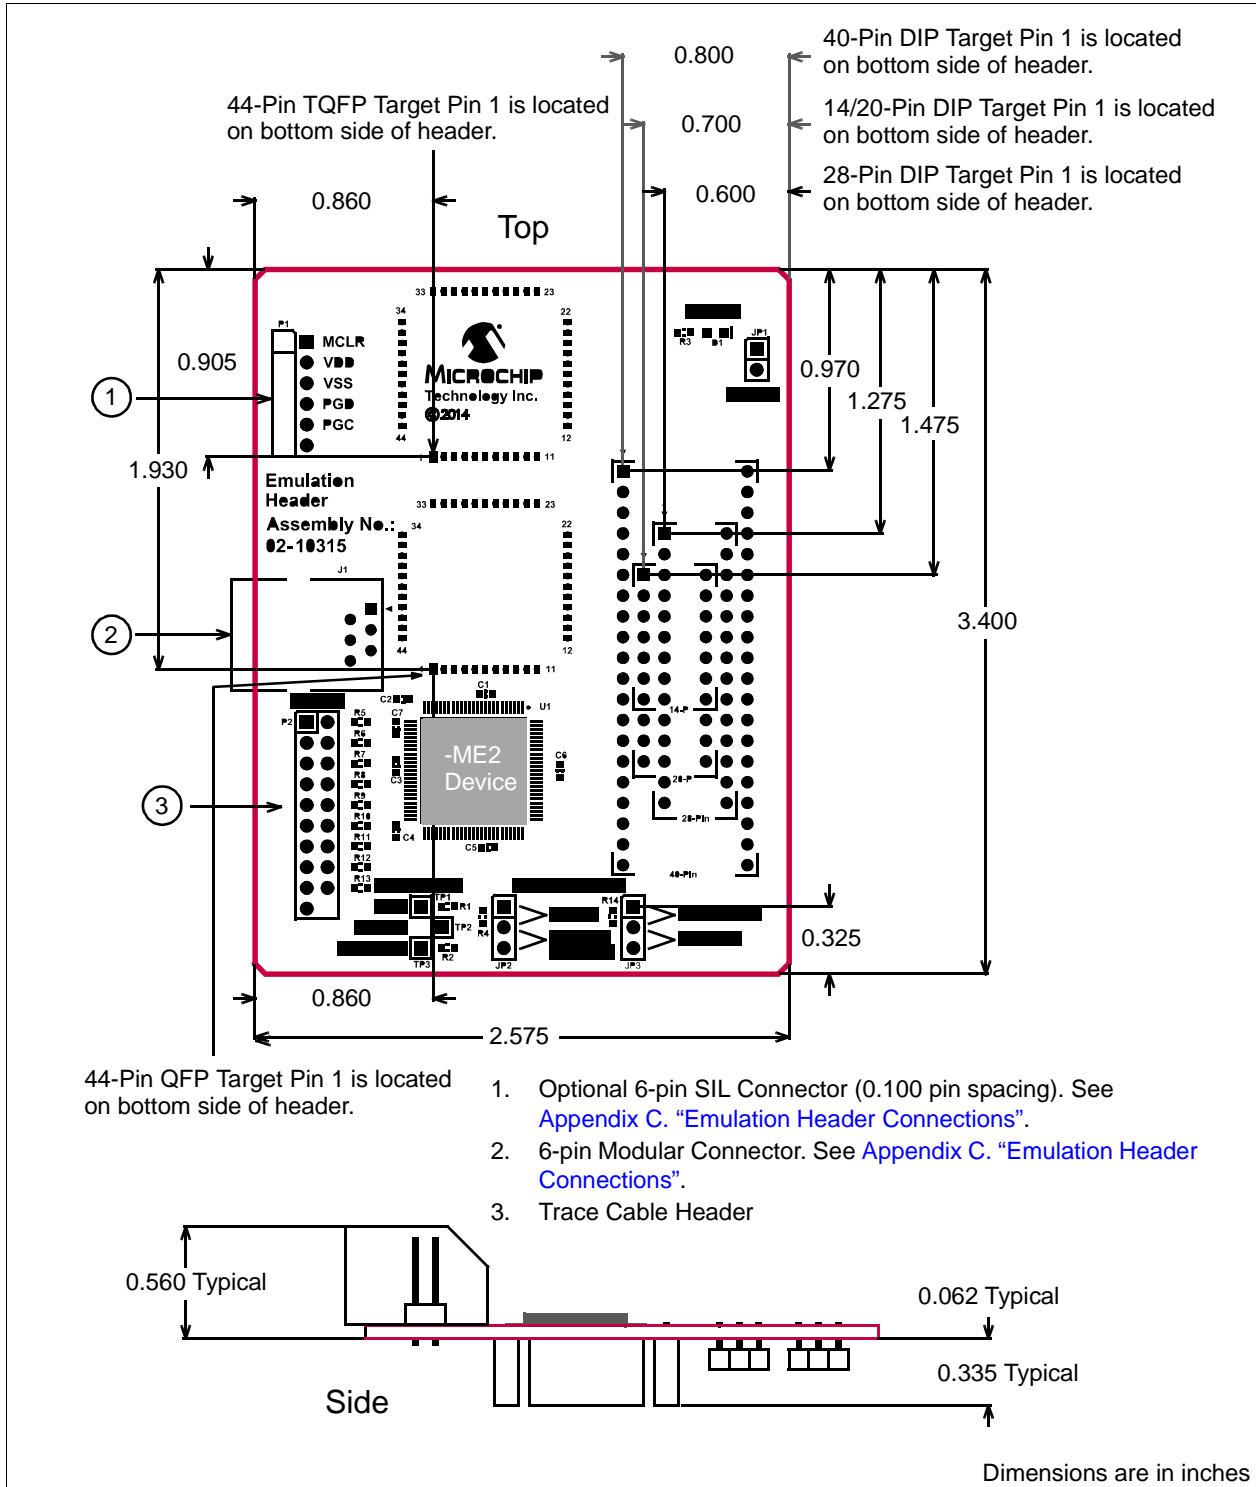 0.800
40-Pin DIP Target Pin 1 is located
on bottom side of header.
44-Pin TQFP Target Pin 1 is located
on bottom side of header.
0.700
14/20-Pin DIP Target Pin 1 is located
on bottom side of header.
0.860
0.600
28-Pin DIP Target Pin 1 is located
on bottom side of header.
Top
33
23
34
22
P1
MCLR
VDD
VSS
PGD
PGC
MICROCHIP
Technology Inc.
©2014
R3
D1
JP1
0.905
0.970
1
1.275
1.475
44
12
1.930
11
Emulation
Header
Assembly No.:
02-10315
33
23
34
22
J1
2
3.400
44
12
11
C1
C2
U1
P2
R5
C7
R6
R7
C6
R8
C3
-ME2
Device
R9
R10
R11
C4
R12
C5
R13
3
14-P
20-P
28-Pin
40-Pin
TP1
R1
R14
TP2
R4
R2
TP3
JP2
JP3
0.325
0.860
2.575
44-Pin QFP Target Pin 1 is located
on bottom side of header.
1. Optional 6-pin SIL Connector (0.100 pin spacing). See
Appendix C. “Emulation Header Connections”.
2. 6-pin Modular Connector. See Appendix C. “Emulation Header
Connections”.
3. Trace Cable Header
0.560 Typical
0.062 Typical
0.335 Typical
Side
Dimensions are in inches